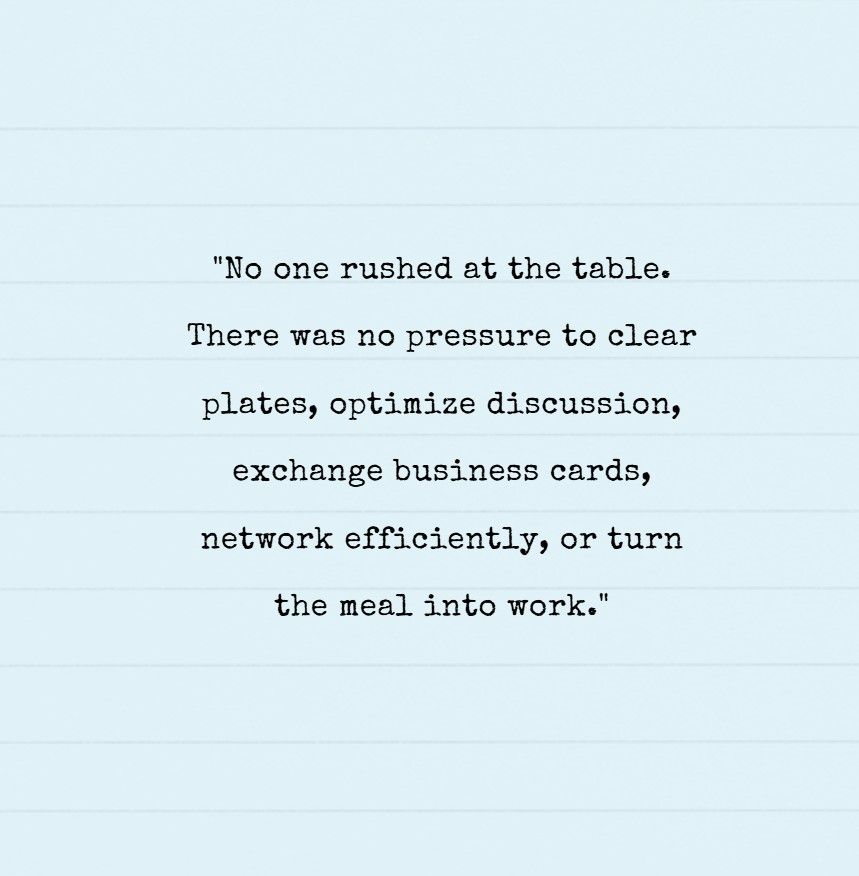 "No one rushed at the table.
There was no pressure to clear
plates, optimize discussion,
exchange business cards,
network efficiently, or turn
the meal into work."